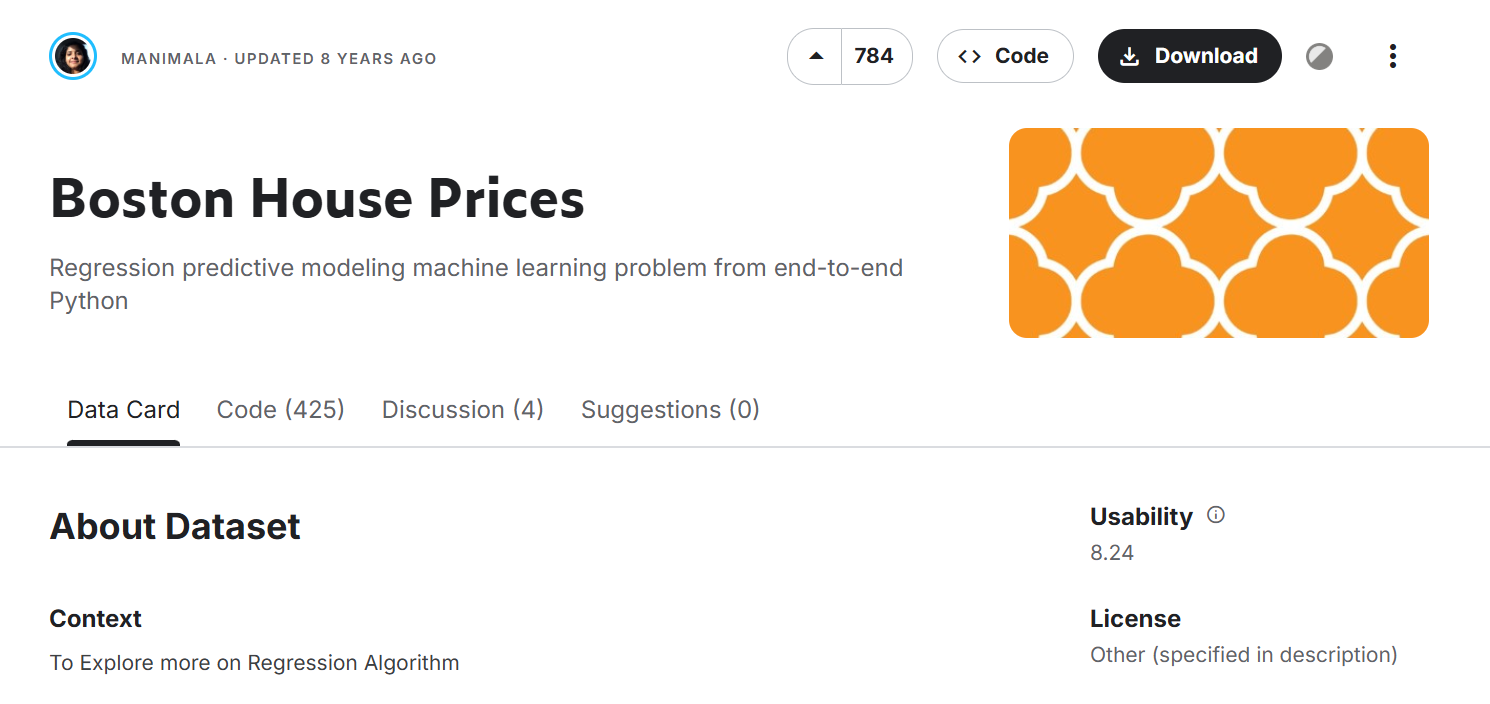 MANIMALA · UPDATED 8 YEARS AGO
784
Code
Download
Boston House Prices
Regression predictive modeling machine learning problem from end-to-end
Python
Data Card
Code (425)
Discussion (4)
Suggestions (0)
About Dataset
Context
To Explore more on Regression Algorithm
Usability
8.24
License
Other (specified in description)